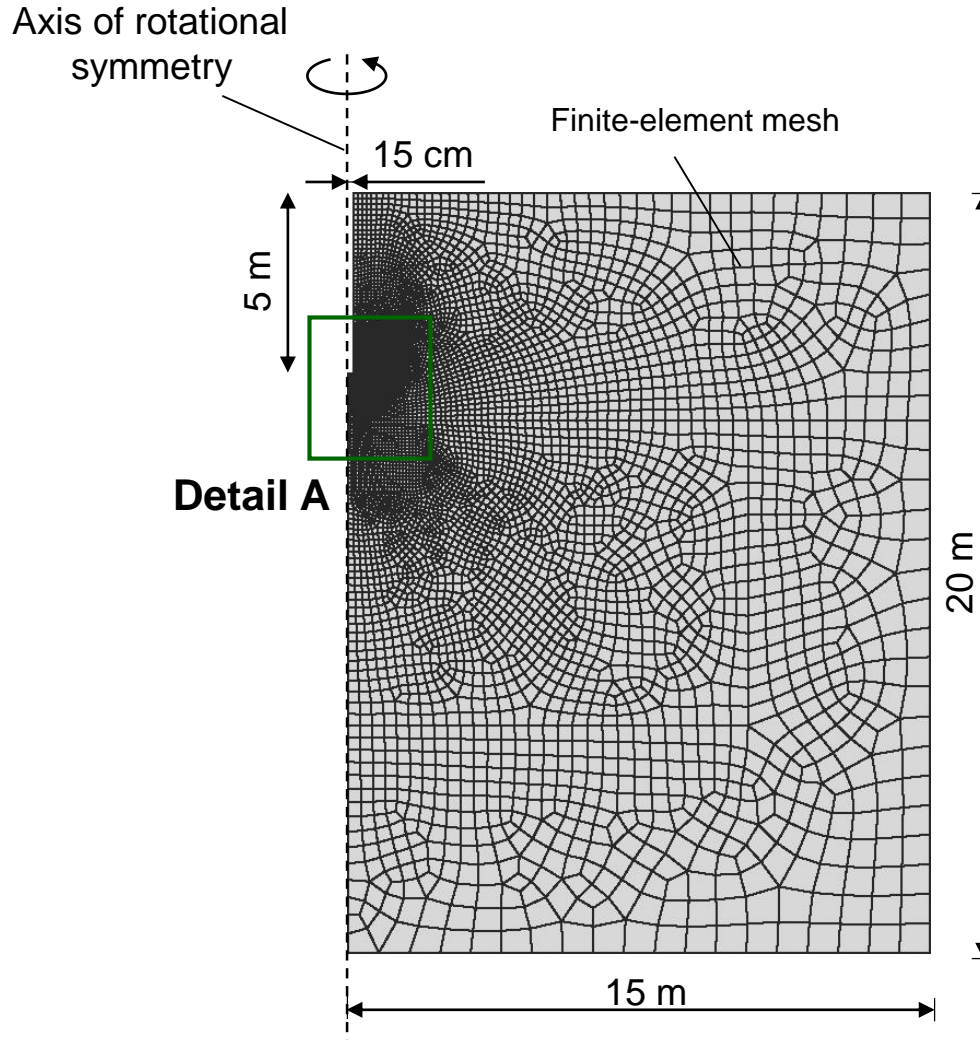 Axis of rotational
symmetry
Finite-element mesh
15 cm
5 m
Detail A
20 m
15 m